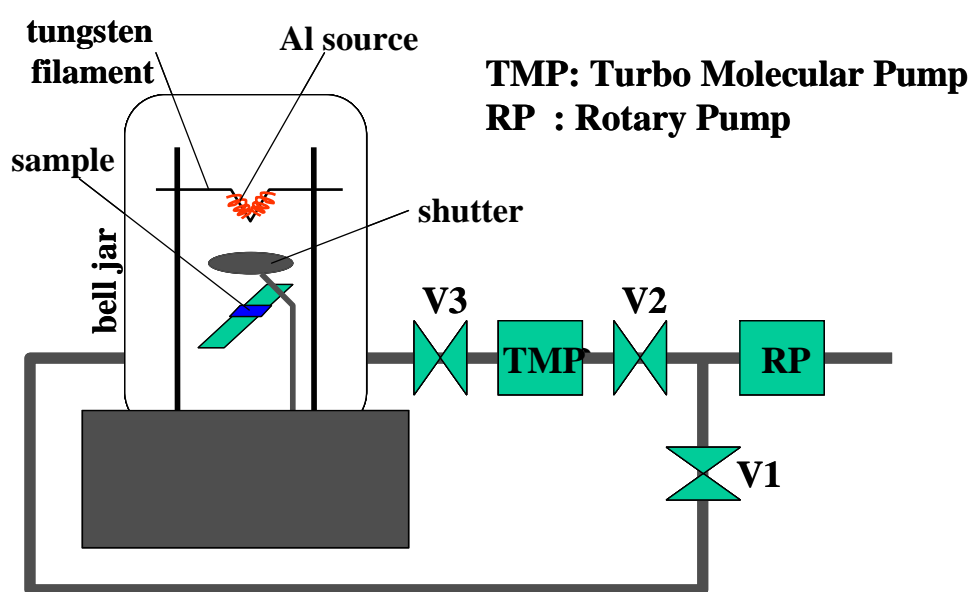 tungsten
filament
Al source
TMP: Turbo Molecular Pump
RP : Rotary Pump
sample
shutter
bell jar
V3
V2
TMP
RP
V1